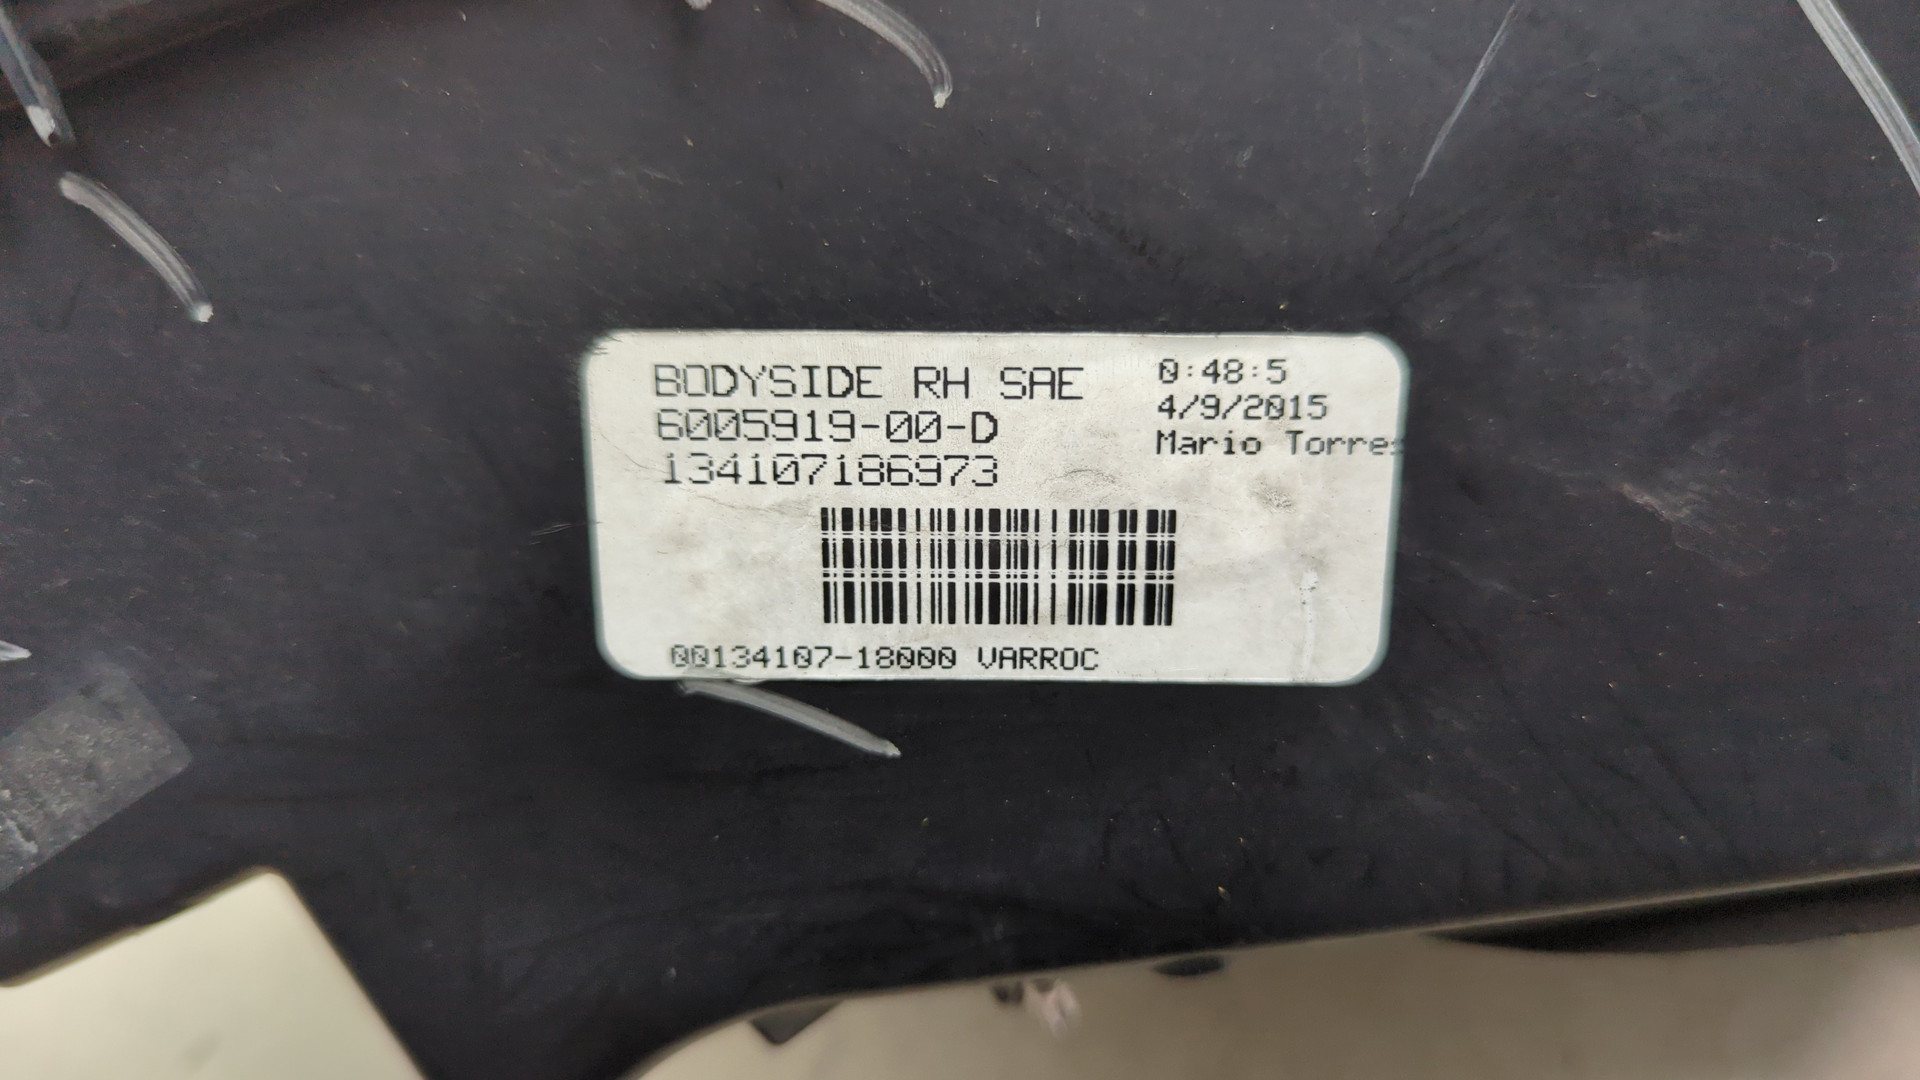 BODYSIDE RH SAE
6005919-00-D
134107186973
0:48:5
4/9/2015
Mario Torres
00134107-18000 VARROC